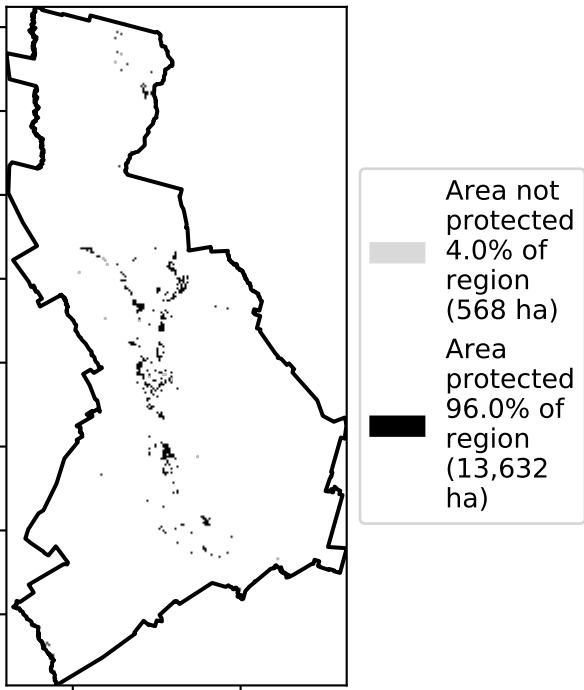 Area not
protected
4.0% of
region
(568 ha)
Area
protected
96.0% of
region
(13,632
ha)